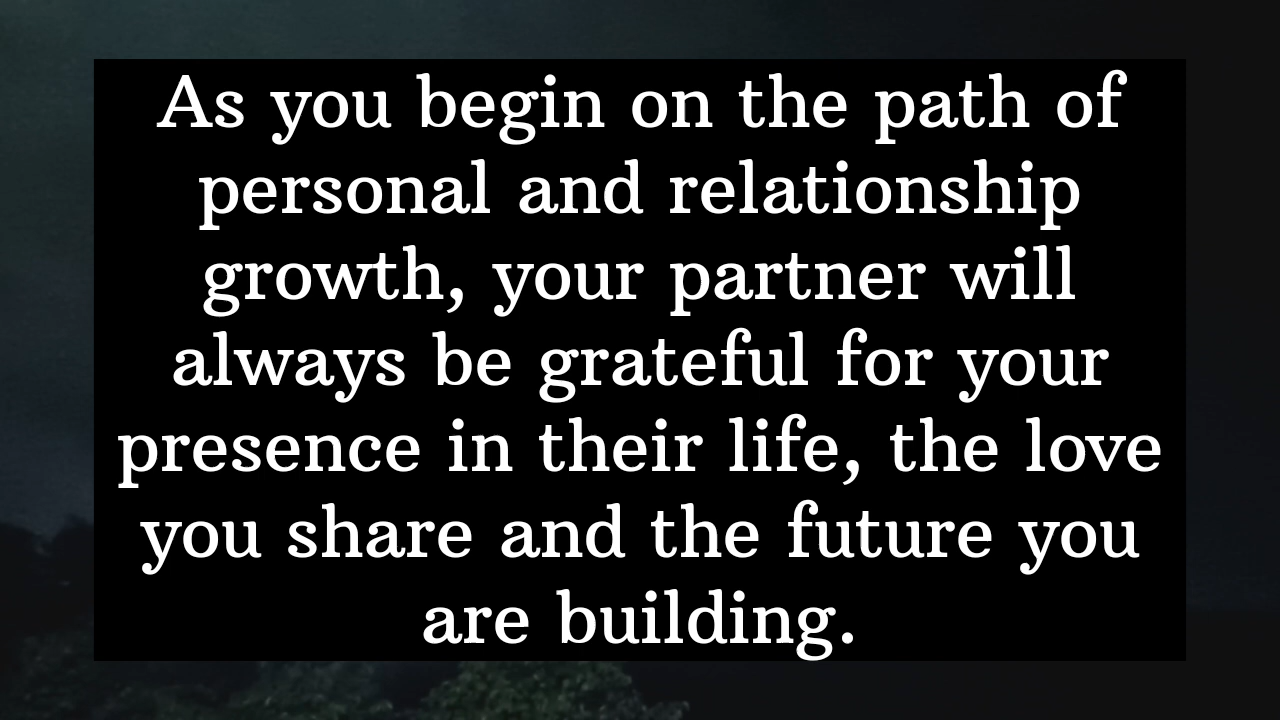 As you begin on the path of
personal and relationship
growth, your partner will
always be grateful for your
presence in their life, the love
you share and the future you
are building.